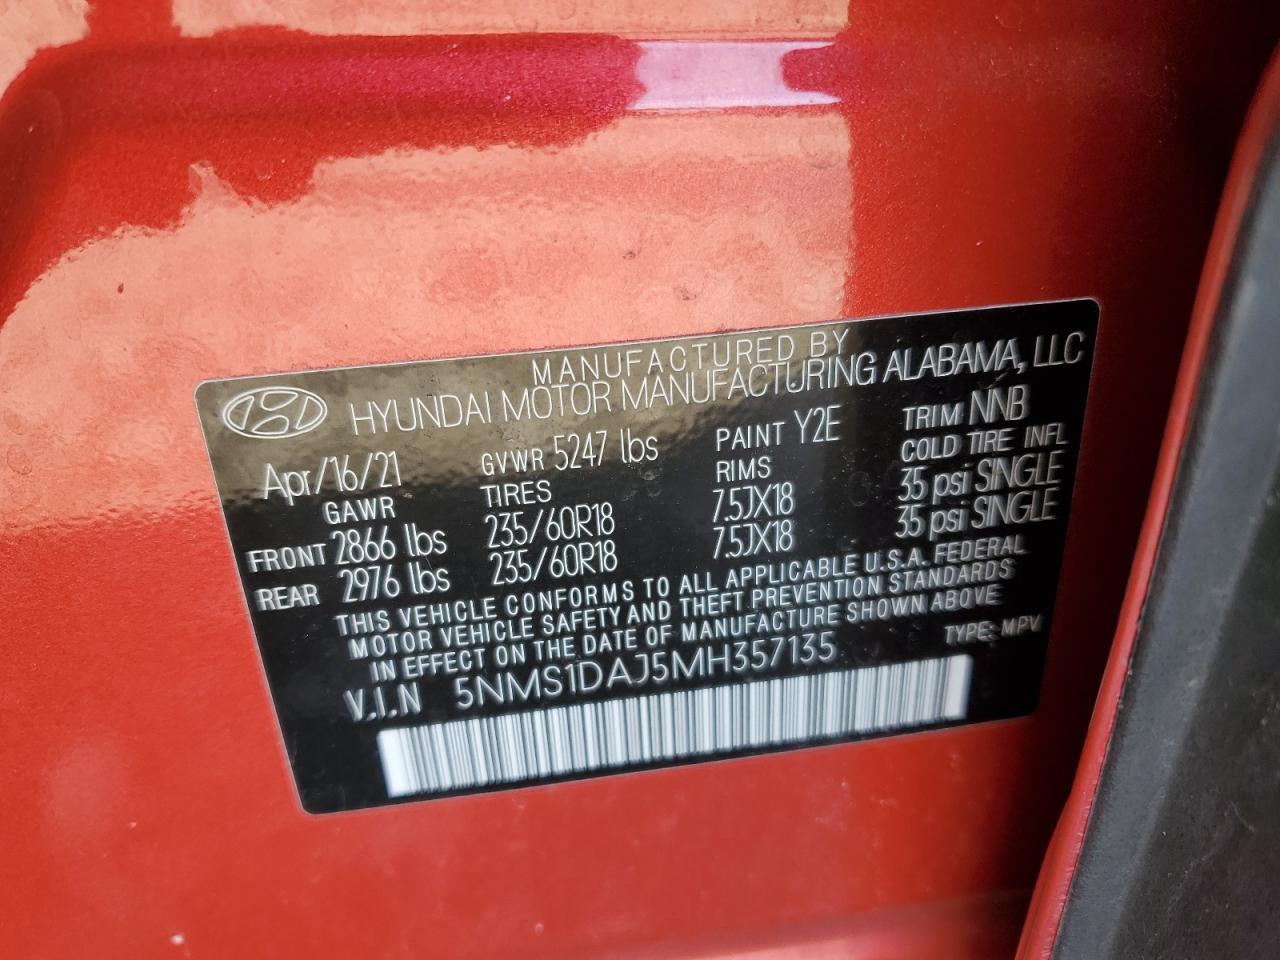 MANUFACTURED BY
HYUNDAI MOTOR MANUFACTURING ALABAMA, LLC
Apr/16/21 GVWR 5247 lbs PAINT Y2E TRIM NNB
GAWR TIRES RIMS COLD TIRE INFL
FRONT 2866 lbs 235/60R18 7.5JX18 35 psi SINGLE
REAR 2976 lbs 235/60R18 7.5JX18 35 psi SINGLE
THIS VEHICLE CONFORMS TO ALL APPLICABLE U.S.A. FEDERAL
MOTOR VEHICLE SAFETY AND THEFT PREVENTION STANDARDS
IN EFFECT ON THE DATE OF MANUFACTURE SHOWN ABOVE
V.I.N 5NMS1DAJ5MH357135 TYPE: MPV